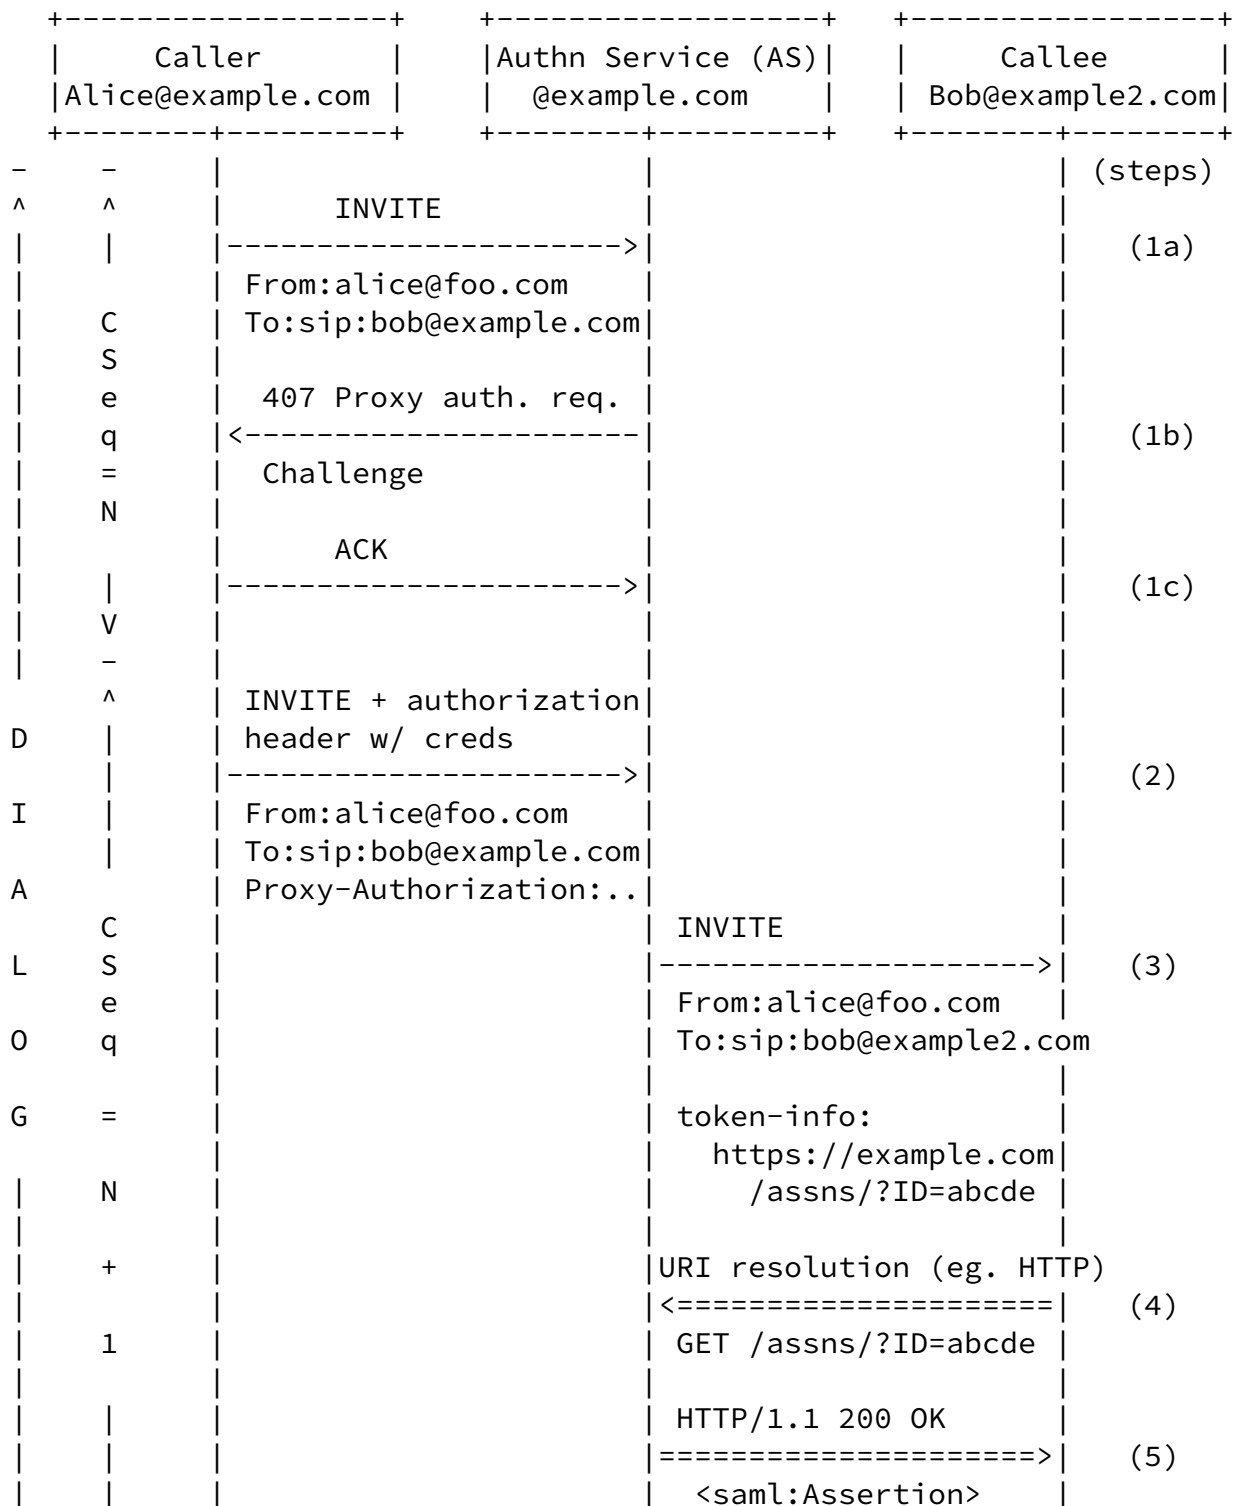 +------------------+    +------------------+   +-----------------+
|     Caller       |    |Authn Service (AS)|   |     Callee      |
|Alice@example.com |    |  @example.com    |   | Bob@example2.com|
+--------+---------+    +--------+---------+   +--------+--------+
-    -     |                       |                      | (steps)
^    ^     |      INVITE           |                      |
|    |     |---------------------->|                      |   (1a)
|          | From:alice@foo.com    |                      |
|    C     | To:sip:bob@example.com|                      |
|    S     |                       |                      |
|    e     |  407 Proxy auth. req. |                      |
|    q     |<----------------------|                      |   (1b)
|    =     |  Challenge            |                      |
|    N     |                       |                      |
|          |      ACK              |                      |
|    |     |---------------------->|                      |   (1c)
|    V     |                       |                      |
|    -     |                       |                      |
     ^     | INVITE + authorization|                      |
D    |     | header w/ creds       |                      |
     |     |---------------------->|                      |   (2)
I    |     | From:alice@foo.com    |                      |
     |     | To:sip:bob@example.com|                      |
A          | Proxy-Authorization:..|                      |
     C     |                       | INVITE               |
L    S     |                       |--------------------->|   (3)
     e     |                       | From:alice@foo.com   |
O    q     |                       | To:sip:bob@example2.com
           |                       |                      |
G    =     |                       | token-info:          |
           |                       |   https://example.com|
|    N     |                       |     /assns/?ID=abcde |
|          |                       |                      |
|    +     |                       |URI resolution (eg. HTTP)
|          |                       |<=====================|   (4)
|    1     |                       | GET /assns/?ID=abcde |
|          |                       |                      |
|    |     |                       | HTTP/1.1 200 OK      |
|    |     |                       |=====================>|   (5)
|    |     |                       |  <saml:Assertion>    |